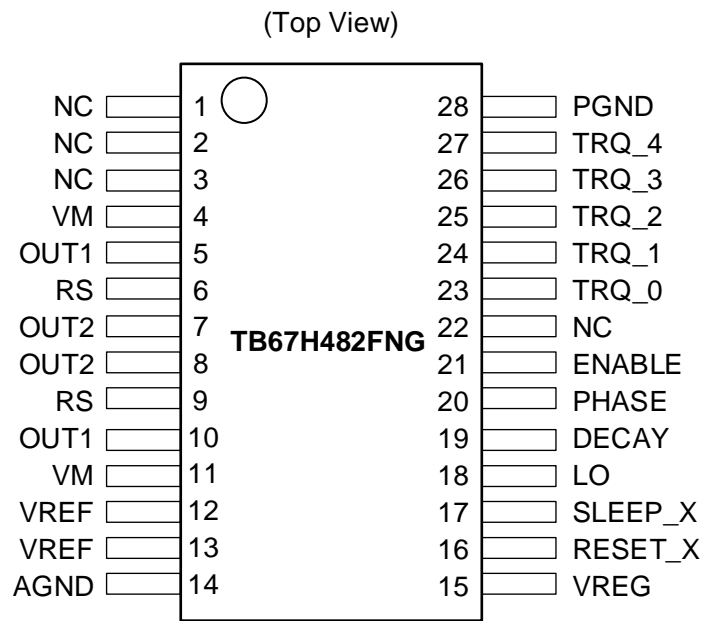 (Top View)
NC 1 28 PGND
NC 2 27 TRQ_4
NC 3 26 TRQ_3
VM 4 25 TRQ_2
OUT1 5 24 TRQ_1
RS 6 23 TRQ_0
OUT2 7 22 NC
TB67H482FNG
OUT2 8 21 ENABLE
RS 9 20 PHASE
OUT1 10 19 DECAY
VM 11 18 LO
VREF 12 17 SLEEP_X
VREF 13 16 RESET_X
AGND 14 15 VREG